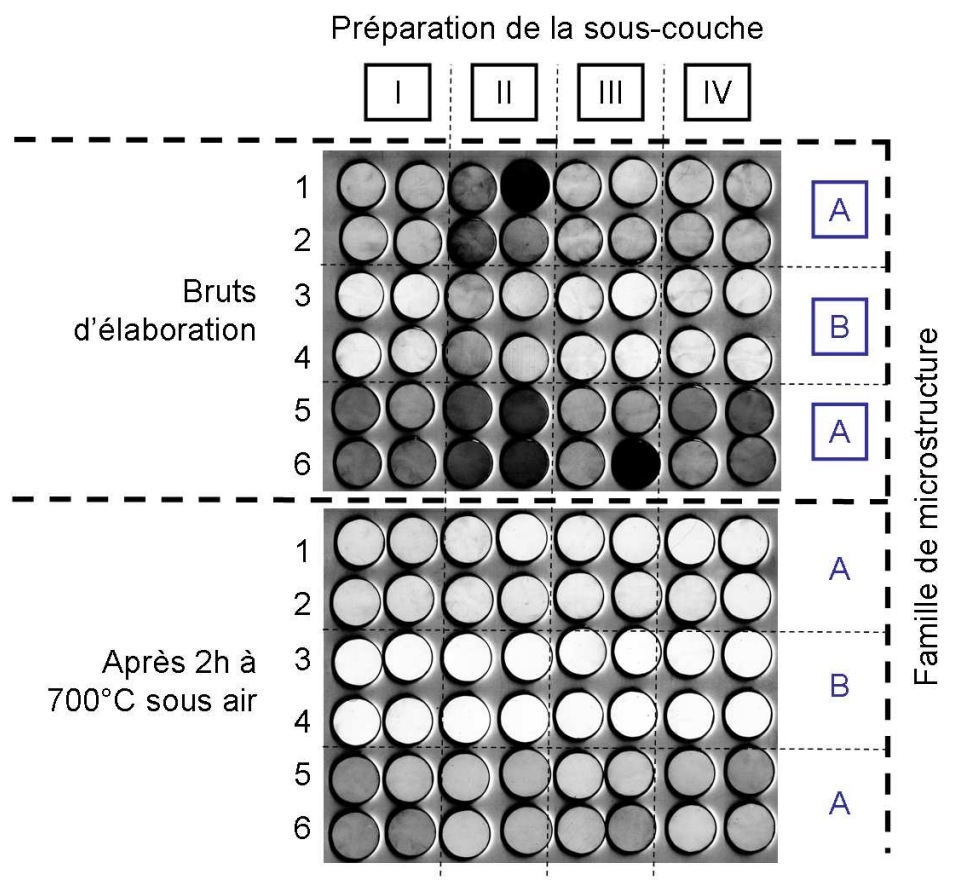 Préparation de la sous-couche
I II III IV
1
2
3
4
5
6
Bruts
d'élaboration
A
B
A
1
2
3
4
5
6
Après 2h à
700°C sous air
A
B
A
Famille de microstructure